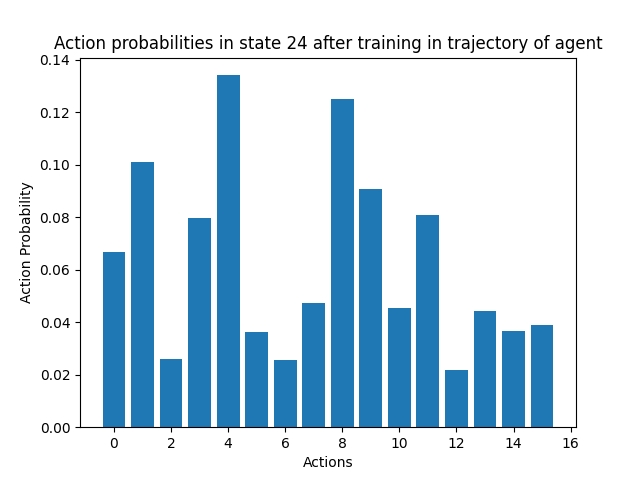 Action probabilities in state 24 after training in trajectory of agent
0.14
0.12
0.10
0.08
0.06
0.04
0.02
0.00
Action Probability
0 2 4 6 8 10 12 14 16
Actions